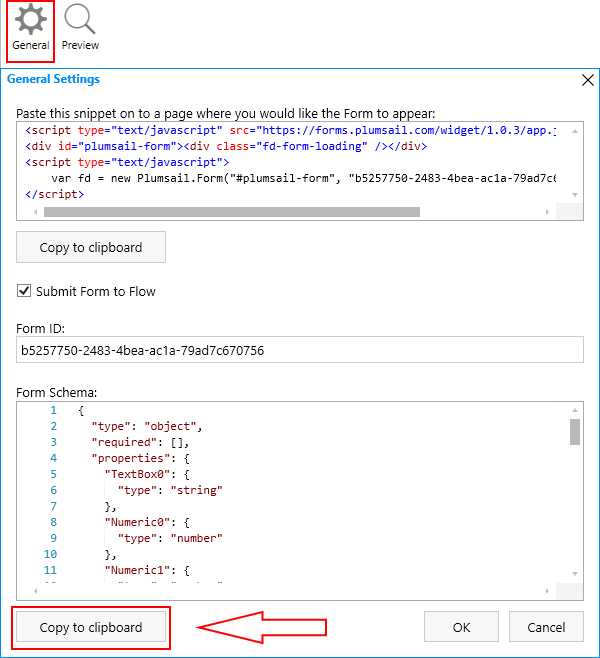 General Preview
General Settings
Paste this snippet on to a page where you would like the Form to appear:
<script type="text/javascript" src="https://forms.plumsail.com/widget/1.0.3/app.j
<div id="plumsail-form"><div class="fd-form-loading" /></div>
<script type="text/javascript">
var fd = new Plumsail.Form("#plumsail-form", "b5257750-2483-4bea-ac1a-79ad7c6
</script>
Copy to clipboard
Submit Form to Flow
Form ID:
b5257750-2483-4bea-ac1a-79ad7c670756
Form Schema:
1 {
2 "type": "object",
3 "required": [],
4 "properties": {
5 "TextBox0": {
6 "type": "string"
7 },
8 "Numeric0": {
9 "type": "number"
10 },
11 "Numeric1": {
Copy to clipboard OK Cancel